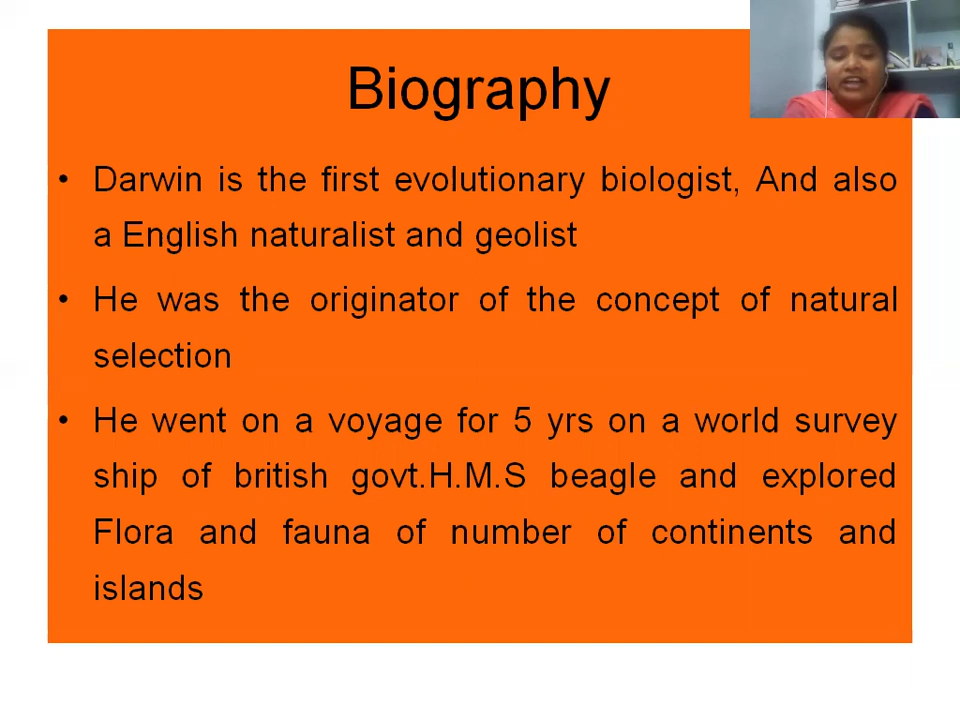 Biography
• Darwin is the first evolutionary biologist, And also
a English naturalist and geolist
• He was the originator of the concept of natural
selection
• He went on a voyage for 5 yrs on a world survey
ship of british govt.H.M.S beagle and explored
Flora and fauna of number of continents and
islands